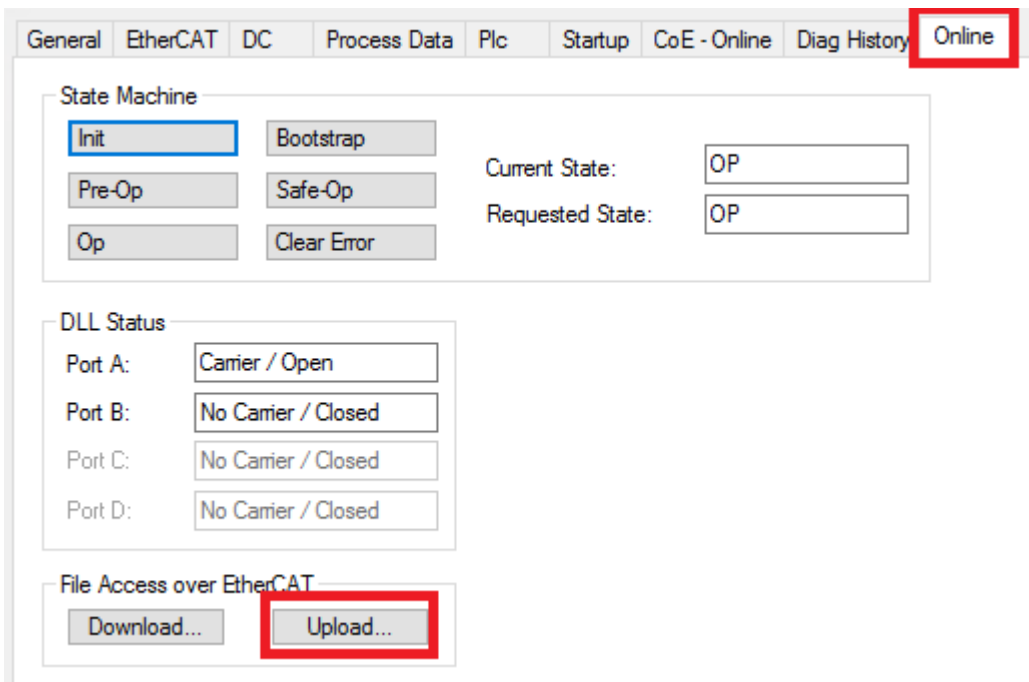 General EtherCAT DC Process Data Plc Startup CoE - Online Diag History Online
State Machine
Init Bootstrap
Pre-Op Safe-Op
Op Clear Error
Current State: OP
Requested State: OP
DLL Status
Port A: Carrier / Open
Port B: No Carrier / Closed
Port C: No Carrier / Closed
Port D: No Carrier / Closed
File Access over EtherCAT
Download... Upload...